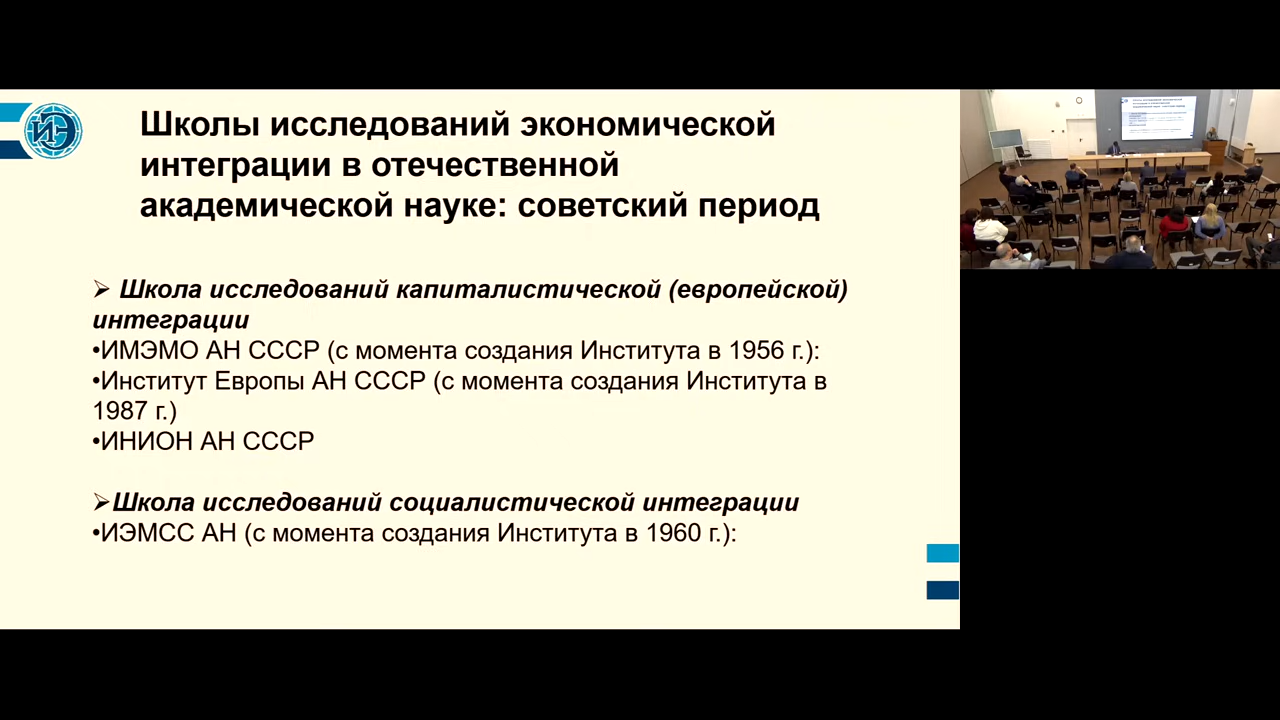 ИЭ
Школы исследований экономической
интеграции в отечественной
академической науке: советский период
➢ Школа исследований капиталистической (европейской)
интеграции
•ИМЭМО АН СССР (с момента создания Института в 1956 г.):
•Институт Европы АН СССР (с момента создания Института в
1987 г.)
•ИНИОН АН СССР
➢Школа исследований социалистической интеграции
•ИЭМСС АН (с момента создания Института в 1960 г.):